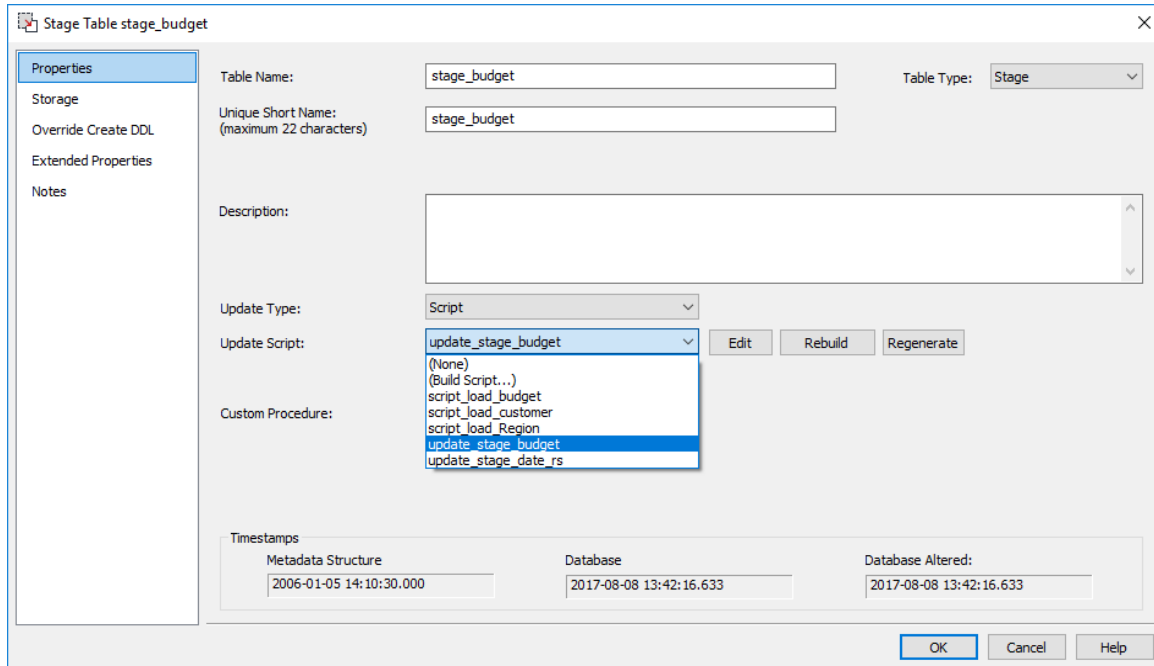 Stage Table stage_budget
Properties
Storage
Override Create DDL
Extended Properties
Notes
Table Name:
stage_budget
Table Type:
Stage
Unique Short Name:
(maximum 22 characters)
stage_budget
Description:
Update Type:
Script
Update Script:
update_stage_budget
Edit
Rebuild
Regenerate
(None)
(Build Script...)
script_load_budget
script_load_customer
script_load_Region
update_stage_budget
update_stage_date_rs
Custom Procedure:
Timestamps
Metadata Structure
Database
Database Altered:
2006-01-05 14:10:30.000
2017-08-08 13:42:16.633
2017-08-08 13:42:16.633
OK
Cancel
Help